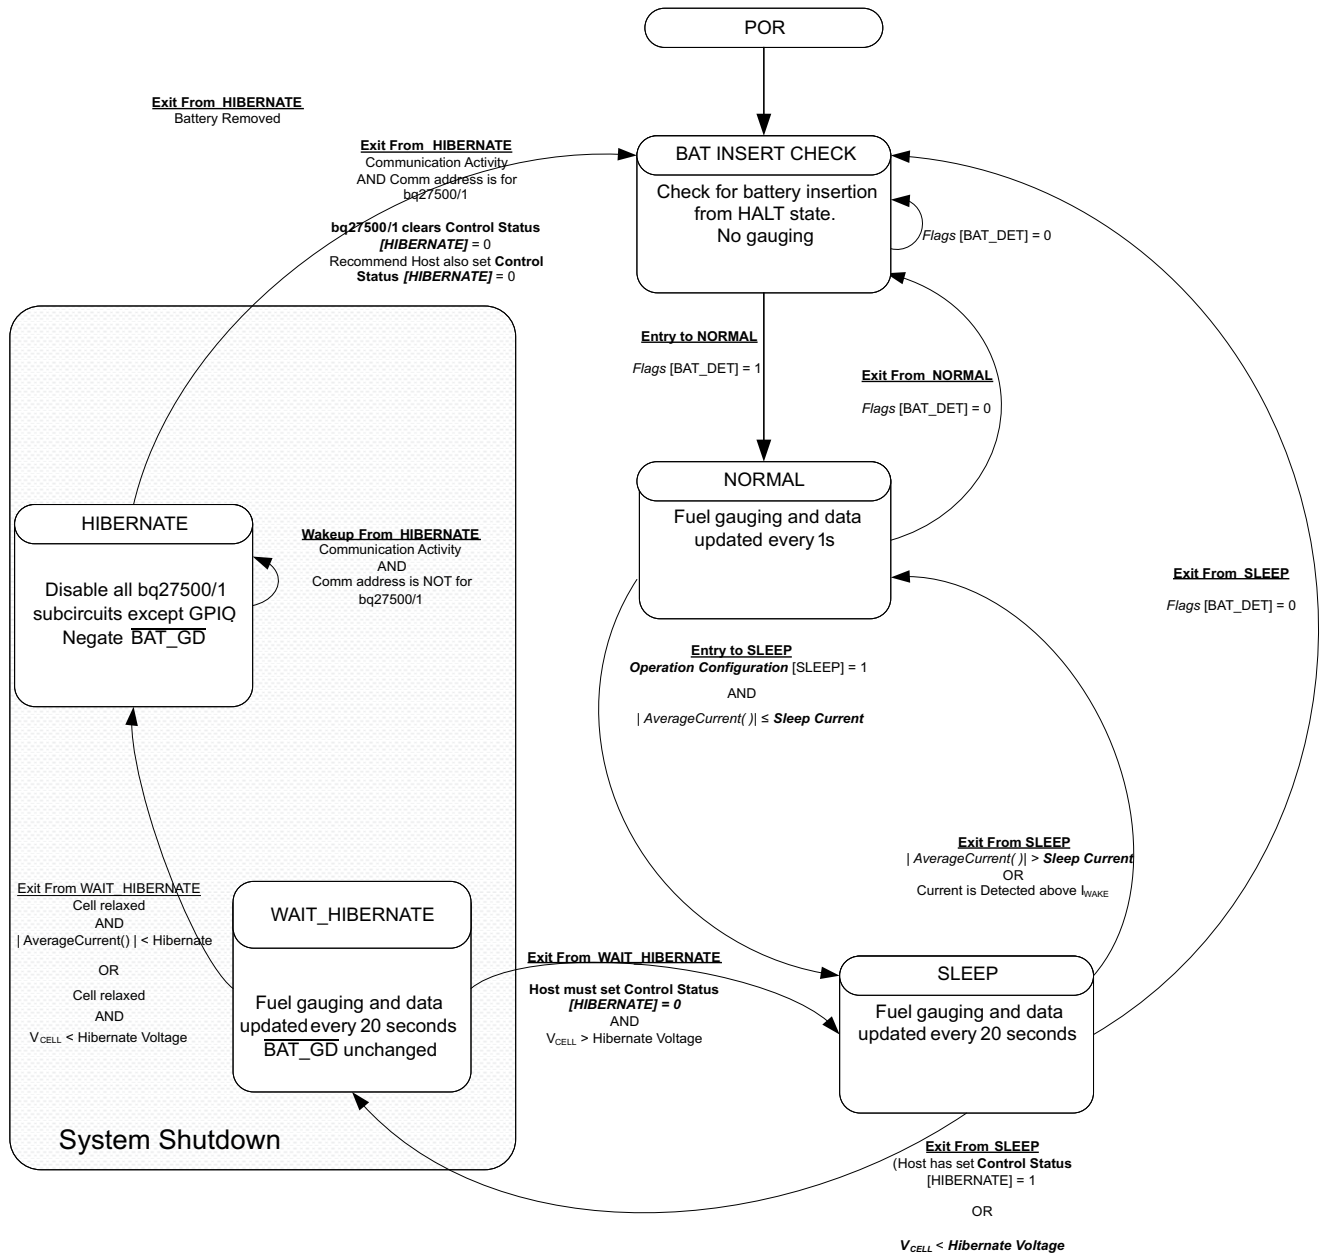 POR
Exit From HIBERNATE
Battery Removed
Exit From HIBERNATE
Communication Activity
AND Comm address is for
bq27500/1
bq27500/1 clears Control Status
[HIBERNATE] = 0
Recommend Host also set Control
Status [HIBERNATE] = 0
BAT INSERT CHECK
Check for battery insertion
from HALT state.
No gauging
Flags [BAT_DET] = 0
Entry to NORMAL
Flags [BAT_DET] = 1
Exit From NORMAL
Flags [BAT_DET] = 0
NORMAL
Fuel gauging and data
updated every 1s
HIBERNATE
Disable all bq27500/1
subcircuits except GPIQ
Negate BAT_GD
Wakeup From HIBERNATE
Communication Activity
AND
Comm address is NOT for
bq27500/1
Exit From SLEEP
Flags [BAT_DET] = 0
Entry to SLEEP
Operation Configuration [SLEEP] = 1
AND
| AverageCurrent( )| ≤ Sleep Current
Exit From SLEEP
| AverageCurrent( )| > Sleep Current
OR
Current is Detected above IWAKE
Exit From WAIT_HIBERNATE
Cell relaxed
AND
| AverageCurrent() | < Hibernate
OR
Cell relaxed
AND
VCELL < Hibernate Voltage
WAIT_HIBERNATE
Fuel gauging and data
updated every 20 seconds
BAT_GD unchanged
Exit From WAIT_HIBERNATE
Host must set Control Status
[HIBERNATE] = 0
AND
VCELL > Hibernate Voltage
SLEEP
Fuel gauging and data
updated every 20 seconds
System Shutdown
Exit From SLEEP
(Host has set Control Status
[HIBERNATE] = 1
OR
VCELL < Hibernate Voltage